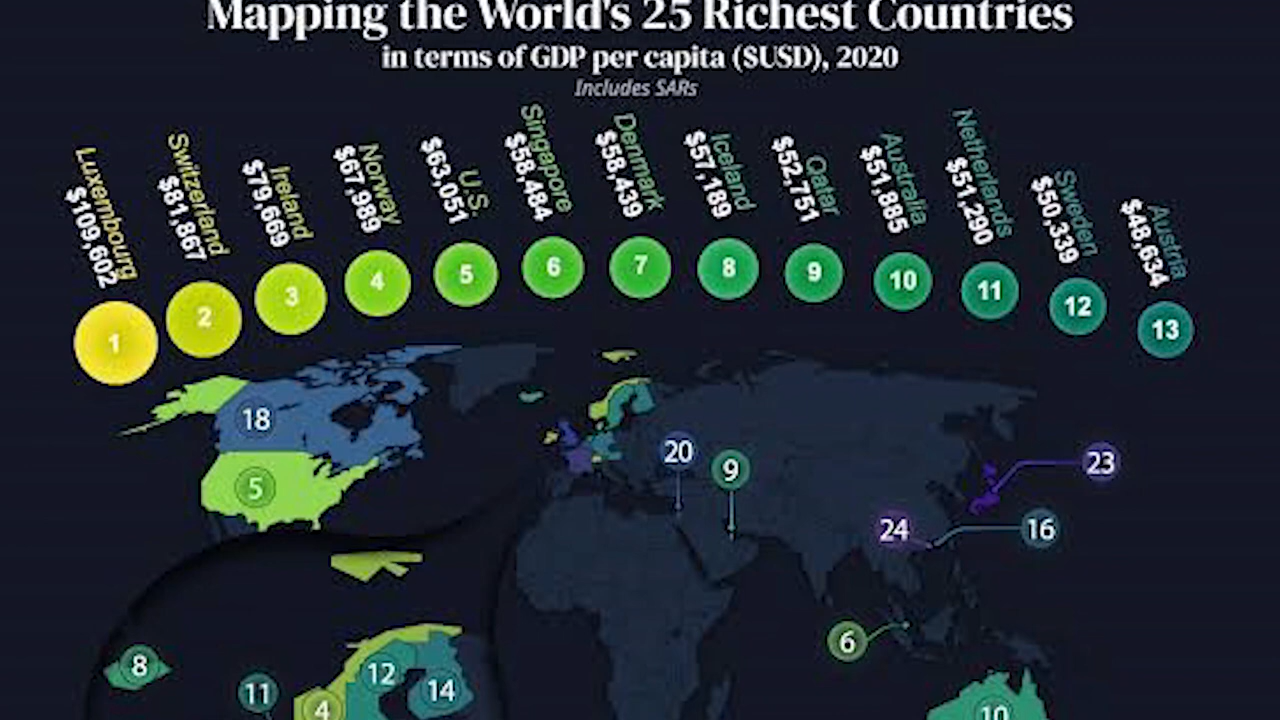 Mapping the World's 25 Richest Countries
in terms of GDP per capita ($USD), 2020
Includes SARs
Luxembourg
$109,602
Switzerland
$81,867
Ireland
$79,669
Norway
$67,989
U.S.
$63,051
Singapore
$58,484
Denmark
$58,439
Iceland
$57,189
Qatar
$52,751
Australia
$51,885
Netherlands
$51,290
Sweden
$50,339
Austria
$48,634
1
2
3
4
5
6
7
8
9
10
11
12
13
18
20
9
23
5
24
16
6
8
11
12
14
4
10